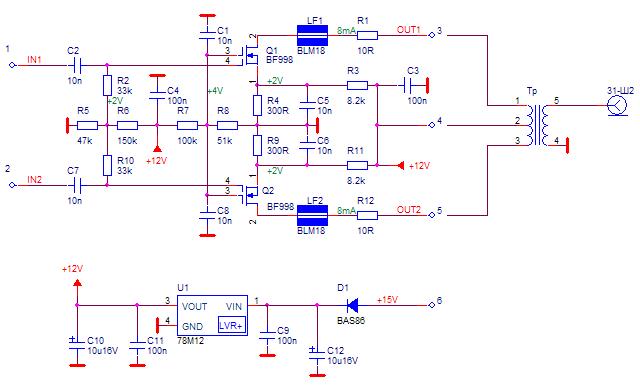 C1
10n
LF1
8mA
R1
OUT1
3
1
IN1
C2
10n
2
3
4
Q1
BF998
BLM18
10R
R2
33k
+2V
C4
100n
+4V
+2V
R3
8.2k
C3
100n
Тр
31-Ш2
R5
47k
R6
150k
R7
100k
R8
51k
R4
300R
C5
10n
4
1
2
3
5
4
R9
300R
C6
10n
+12V
R10
33k
R11
8.2k
+12V
+2V
2
IN2
C7
10n
4
3
2
Q2
BF998
C8
10n
LF2
8mA
BLM18
R12
10R
OUT2
5
+12V
U1
3
VOUT
VIN
1
4
GND
LVR+
78M12
D1
BAS86
+15V
6
C10
10u16V
C11
100n
C9
100n
C12
10u16V